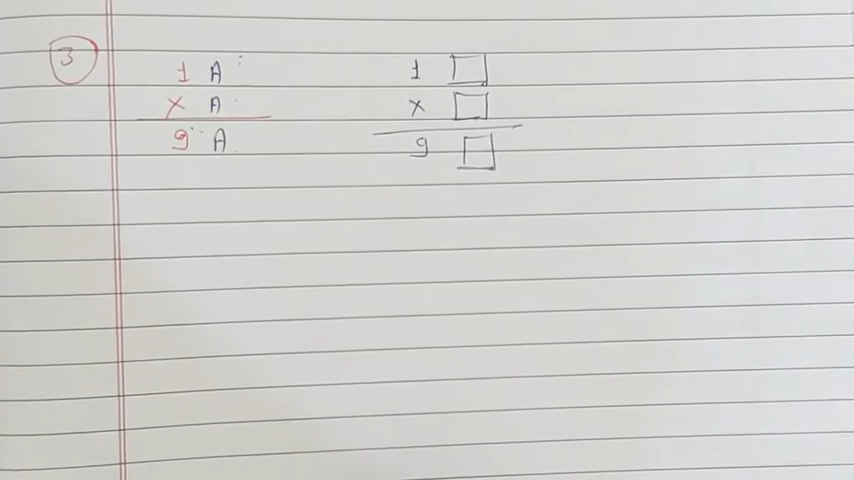 3
1 A 1 □
× A × □
9 A 9 □